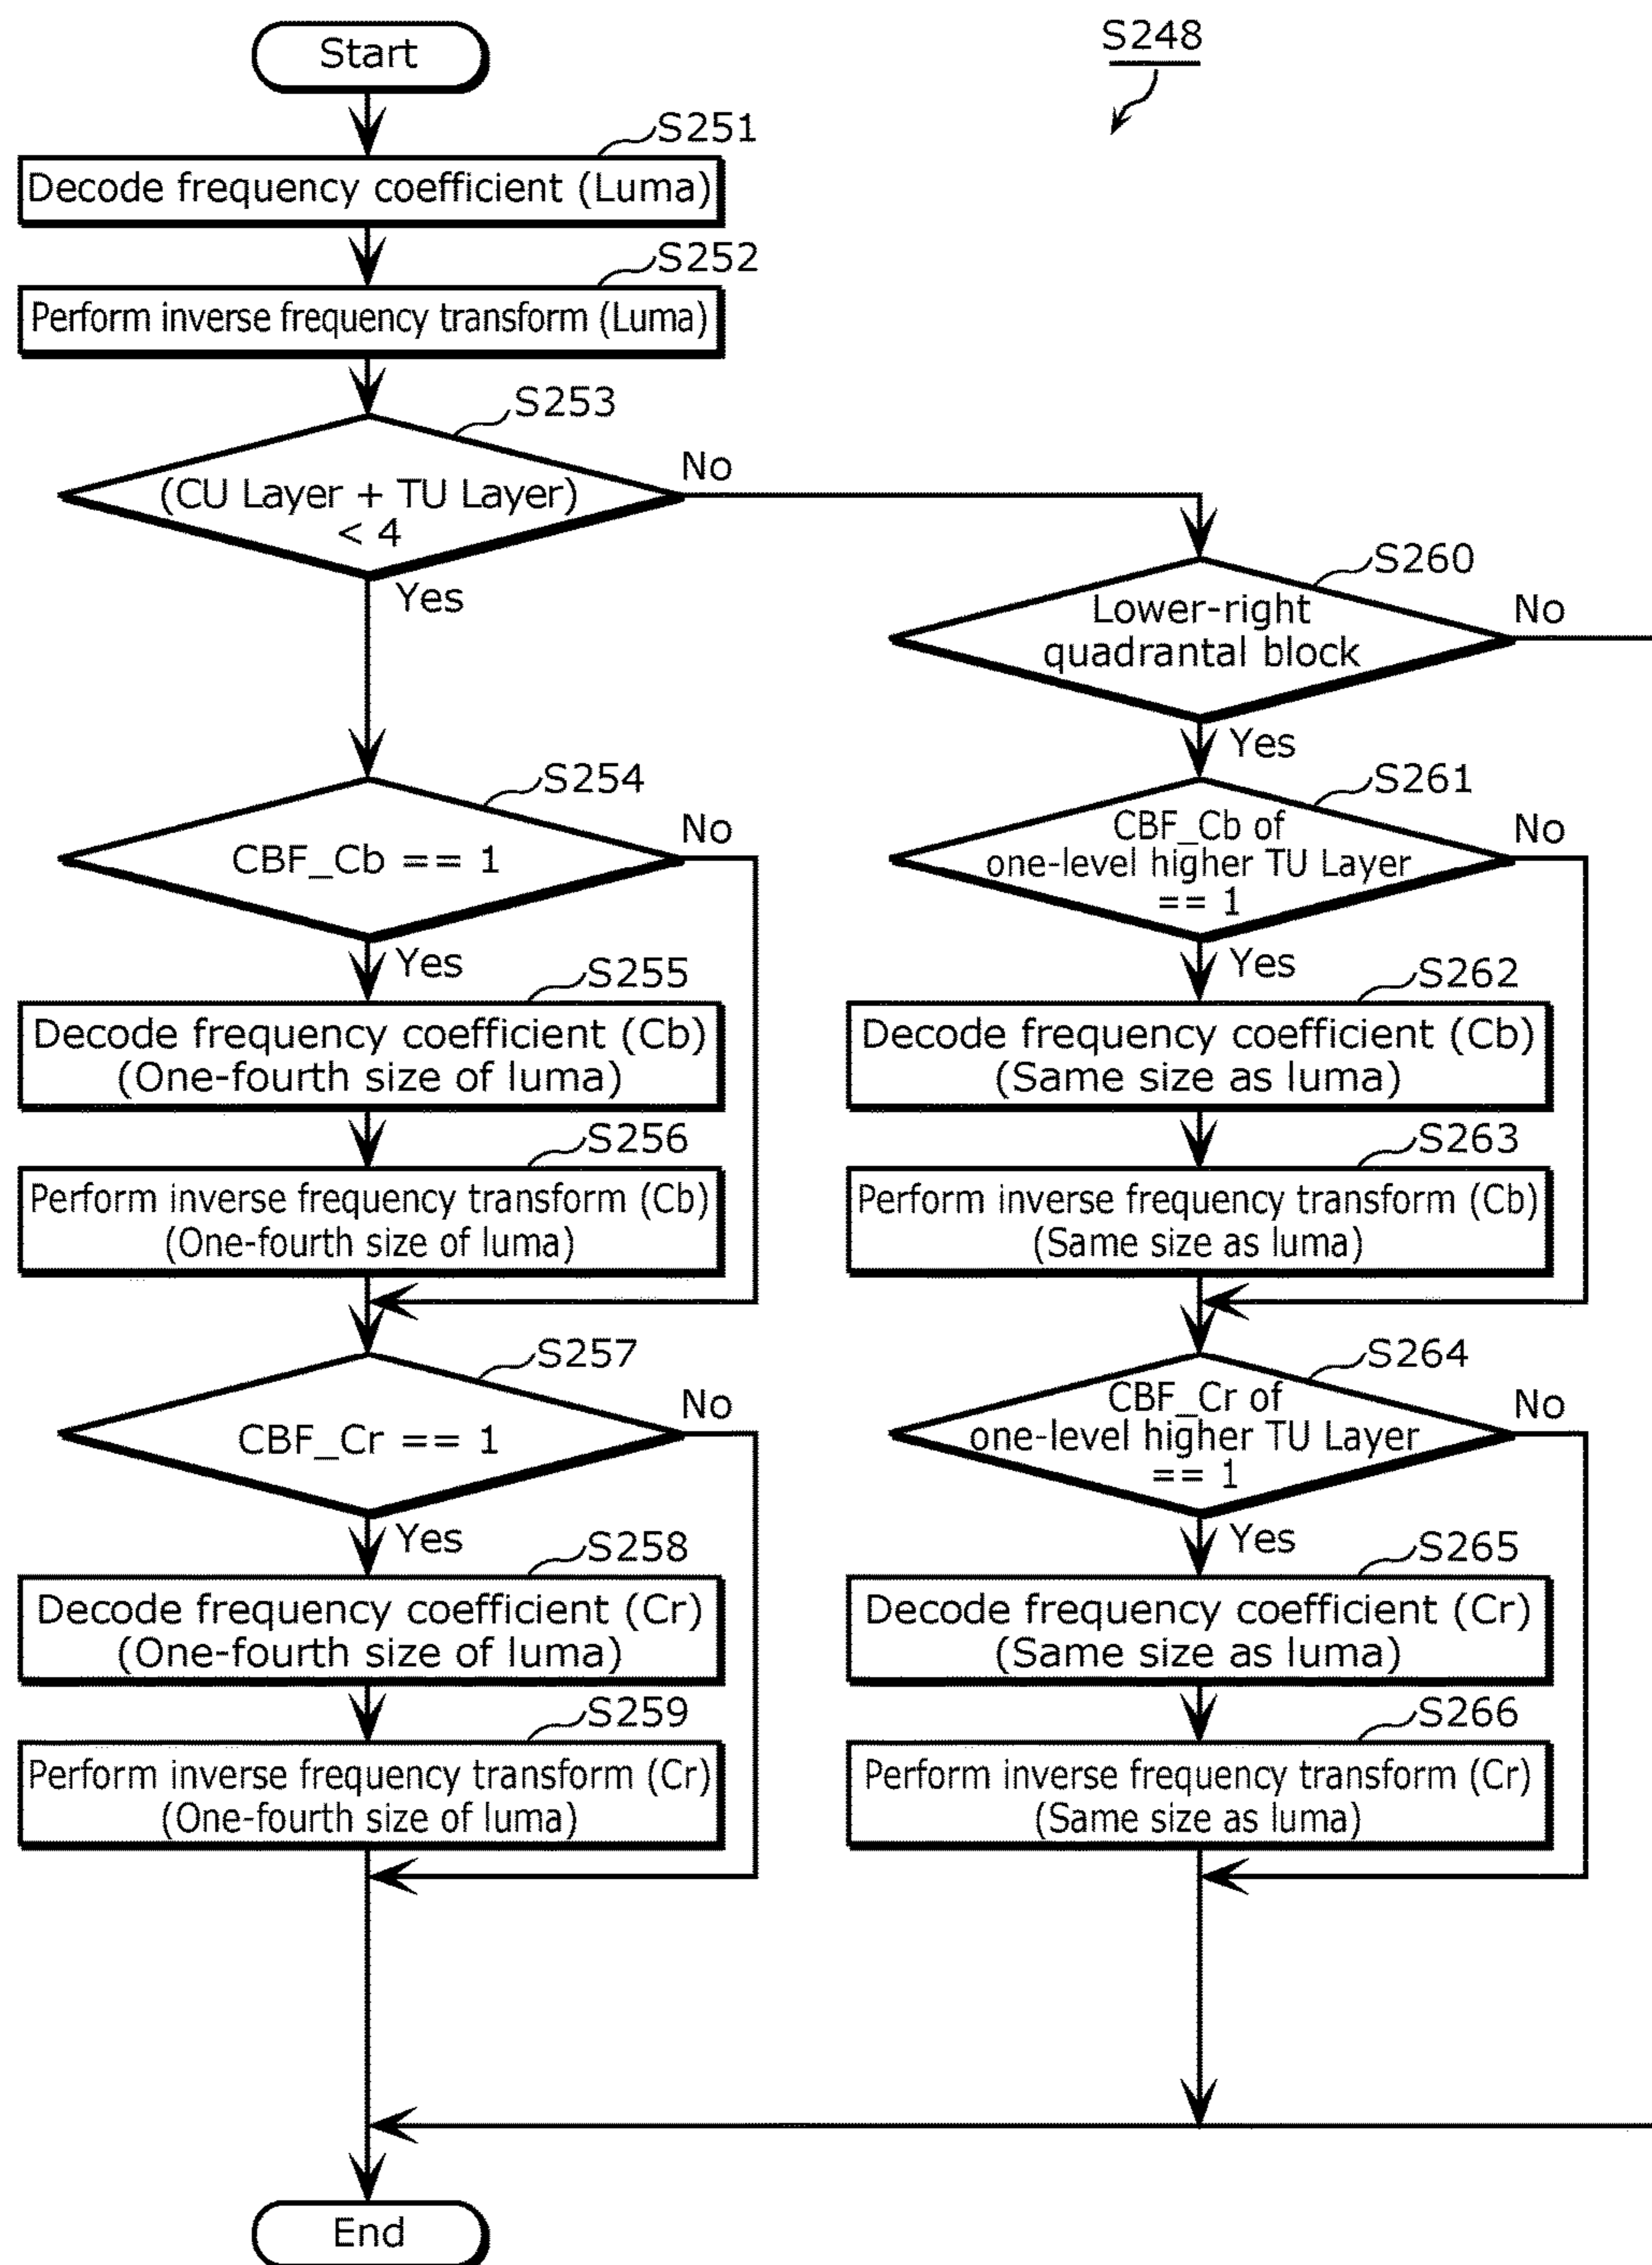 S248
Start
S251
Decode frequency coefficient (Luma)
S252
Perform inverse frequency transform (Luma)
S253
(CU Layer + TU Layer)
< 4
No
Yes
S254
CBF_Cb == 1
No
Yes
S255
Decode frequency coefficient (Cb)
(One-fourth size of luma)
S256
Perform inverse frequency transform (Cb)
(One-fourth size of luma)
S257
CBF_Cr == 1
No
Yes
S258
Decode frequency coefficient (Cr)
(One-fourth size of luma)
S259
Perform inverse frequency transform (Cr)
(One-fourth size of luma)
S260
Lower-right
quadrantal block
No
Yes
S261
CBF_Cb of
one-level higher TU Layer
== 1
No
Yes
S262
Decode frequency coefficient (Cb)
(Same size as luma)
S263
Perform inverse frequency transform (Cb)
(Same size as luma)
S264
CBF_Cr of
one-level higher TU Layer
== 1
No
Yes
S265
Decode frequency coefficient (Cr)
(Same size as luma)
S266
Perform inverse frequency transform (Cr)
(Same size as luma)
End